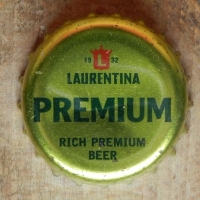 19 L 32
LAURENTINA
PREMIUM
RICH PREMIUM
BEER